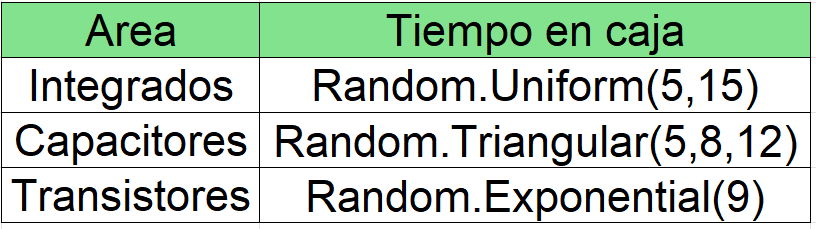 Area Tiempo en caja
Integrados Random.Uniform(5,15)
Capacitores Random.Triangular(5,8,12)
Transistores Random.Exponential(9)